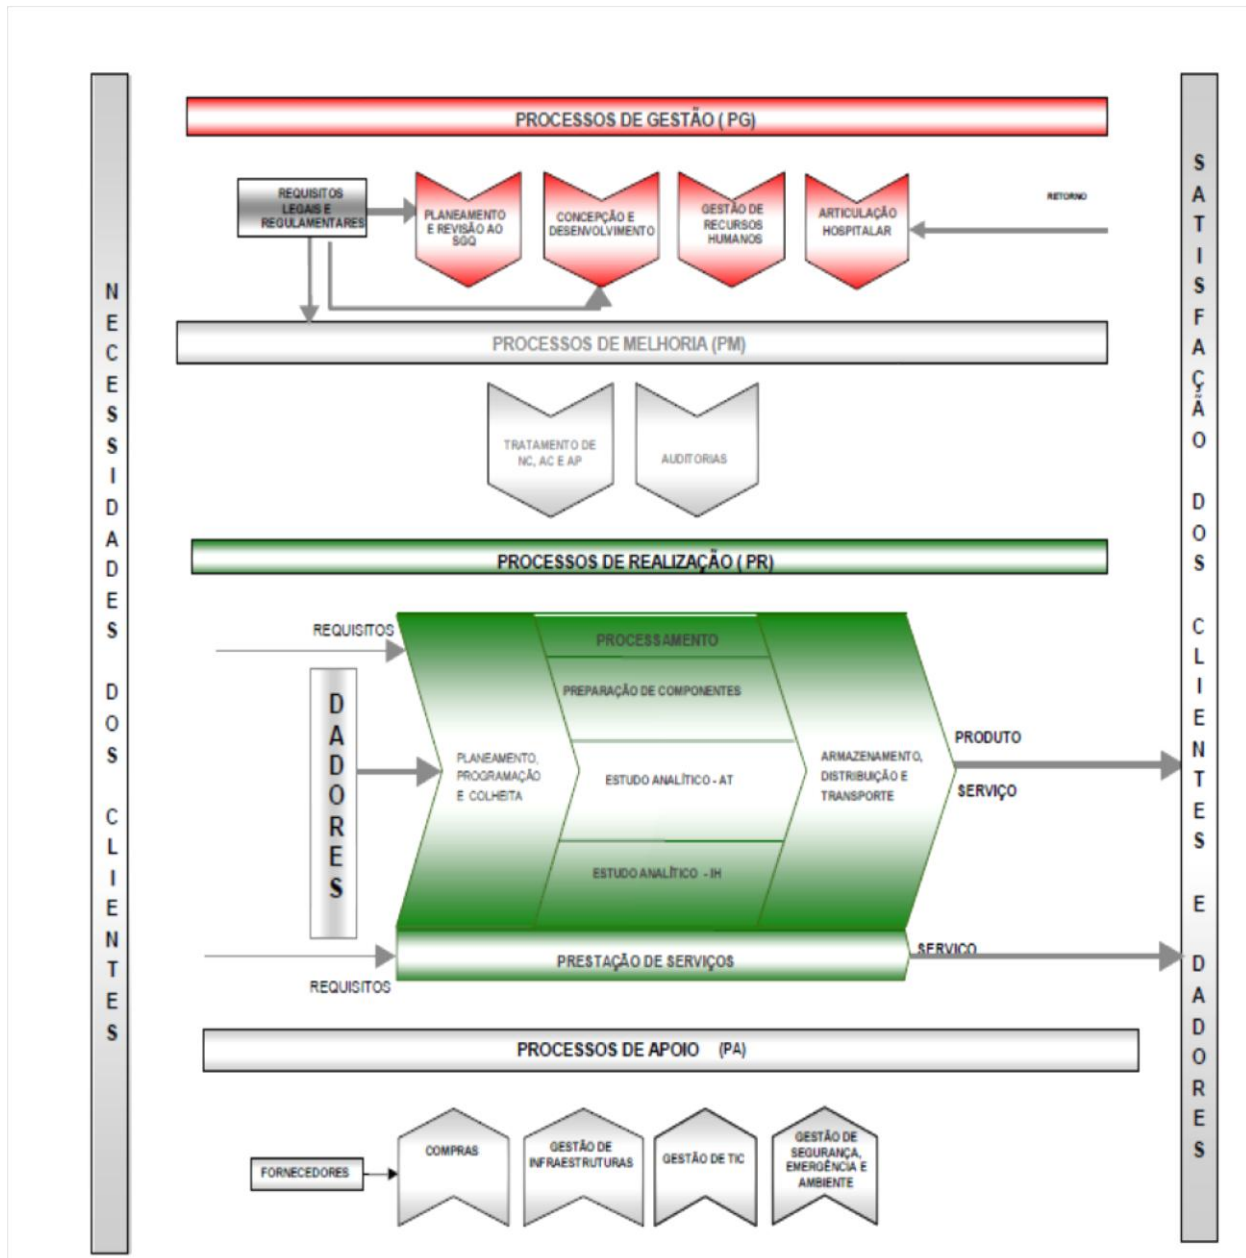 PROCESSOS DE GESTÃO ( PG)
REQUISITOS
LEGAIS E
REGULAMENTARES
PLANEAMENTO
E REVISÃO AO
SGQ
CONCEPÇÃO E
DESENVOLVIMENTO
GESTÃO DE
RECURSOS
HUMANOS
ARTICULAÇÃO
HOSPITALAR
RETORNO
NECESSIDADES DOS CLIENTES
SATISFAÇÃO DOS CLIENTES E DADORES
PROCESSOS DE MELHORIA (PM)
TRATAMENTO DE
NC, AC E AP
AUDITORIAS
PROCESSOS DE REALIZAÇÃO ( PR)
REQUISITOS
DADORES
PLANEAMENTO,
PROGRAMAÇÃO
E COLHEITA
PROCESSAMENTO
PREPARAÇÃO DE COMPONENTES
ESTUDO ANALÍTICO - AT
ESTUDO ANALÍTICO - IH
ARMAZENAMENTO,
DISTRIBUIÇÃO E
TRANSPORTE
PRODUTO
SERVIÇO
PRESTAÇÃO DE SERVIÇOS
SERVIÇO
REQUISITOS
PROCESSOS DE APOIO (PA)
FORNECEDORES
COMPRAS
GESTÃO DE
INFRAESTRUTURAS
GESTÃO DE TIC
GESTÃO DE
SEGURANÇA,
EMERGÊNCIA E
AMBIENTE